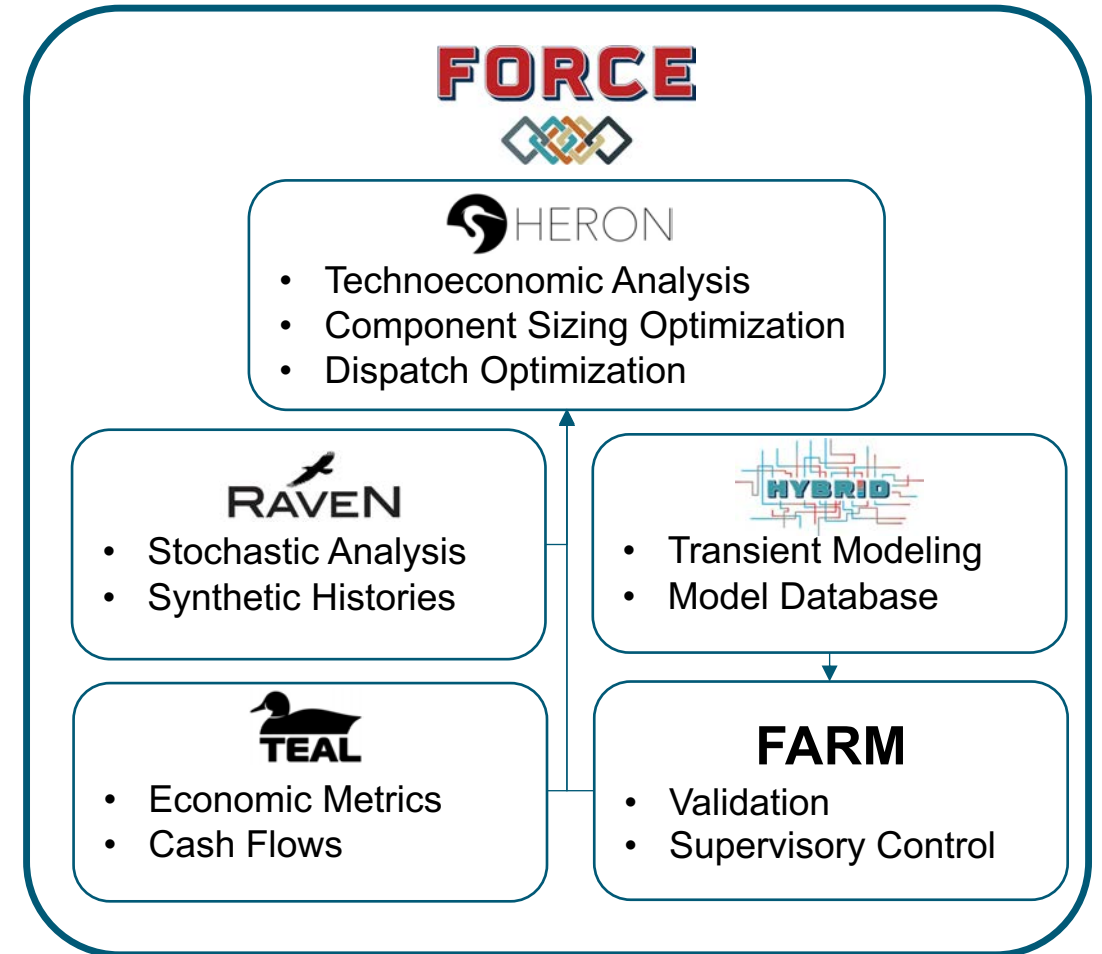 FORCE
HERON
• Technoeconomic Analysis
• Component Sizing Optimization
• Dispatch Optimization
RAVEN
• Stochastic Analysis
• Synthetic Histories
HYBRID
• Transient Modeling
• Model Database
TEAL
• Economic Metrics
• Cash Flows
FARM
• Validation
• Supervisory Control